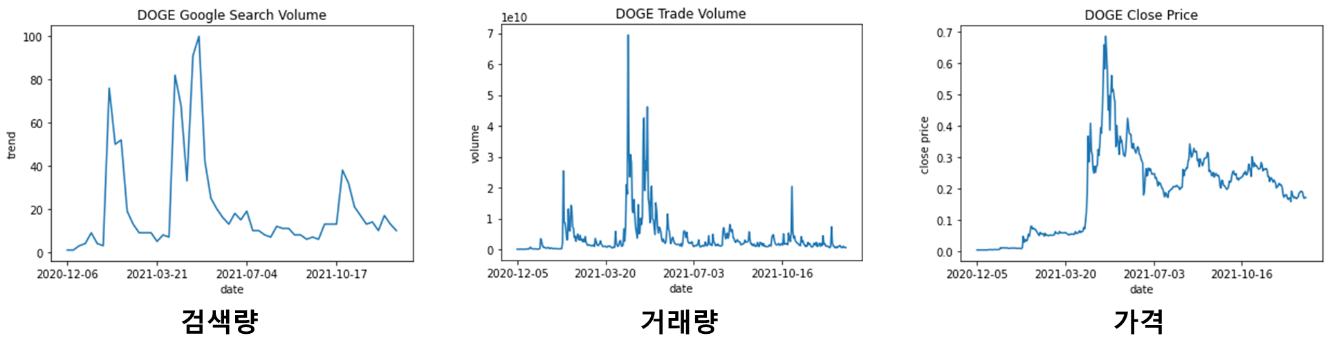 DOGE Google Search Volume
trend
100
80
60
40
20
0
2020-12-06 2021-03-21 2021-07-04 2021-10-17
date
검색량
DOGE Trade Volume
1e10
volume
7
6
5
4
3
2
1
0
2020-12-05 2021-03-20 2021-07-03 2021-10-16
date
거래량
DOGE Close Price
close price
0.7
0.6
0.5
0.4
0.3
0.2
0.1
0.0
2020-12-05 2021-03-20 2021-07-03 2021-10-16
date
가격